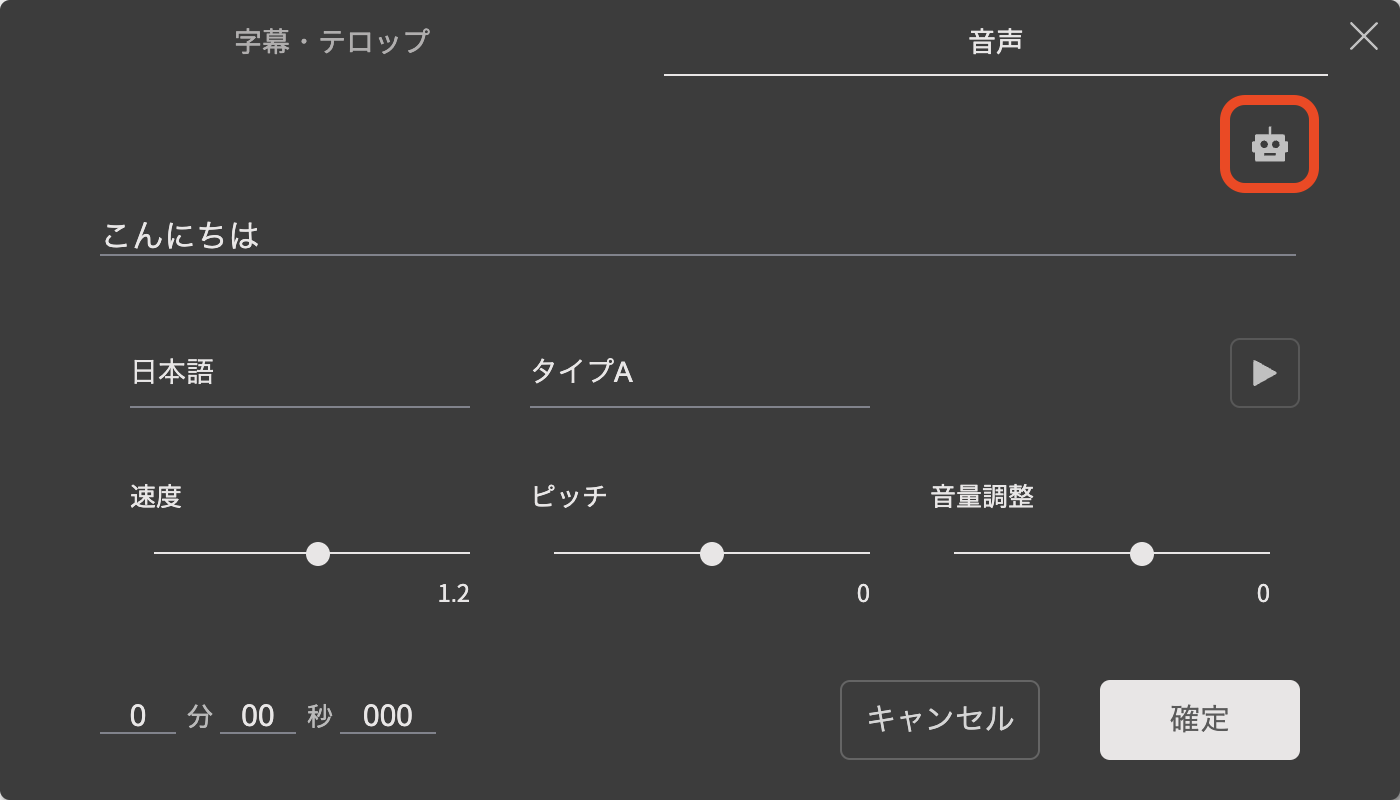 字幕・テロップ 音声
こんにちは
日本語 タイプA
速度 ピッチ 音量調整
1.2 0 0
0 分 00 秒 000 キャンセル 確定